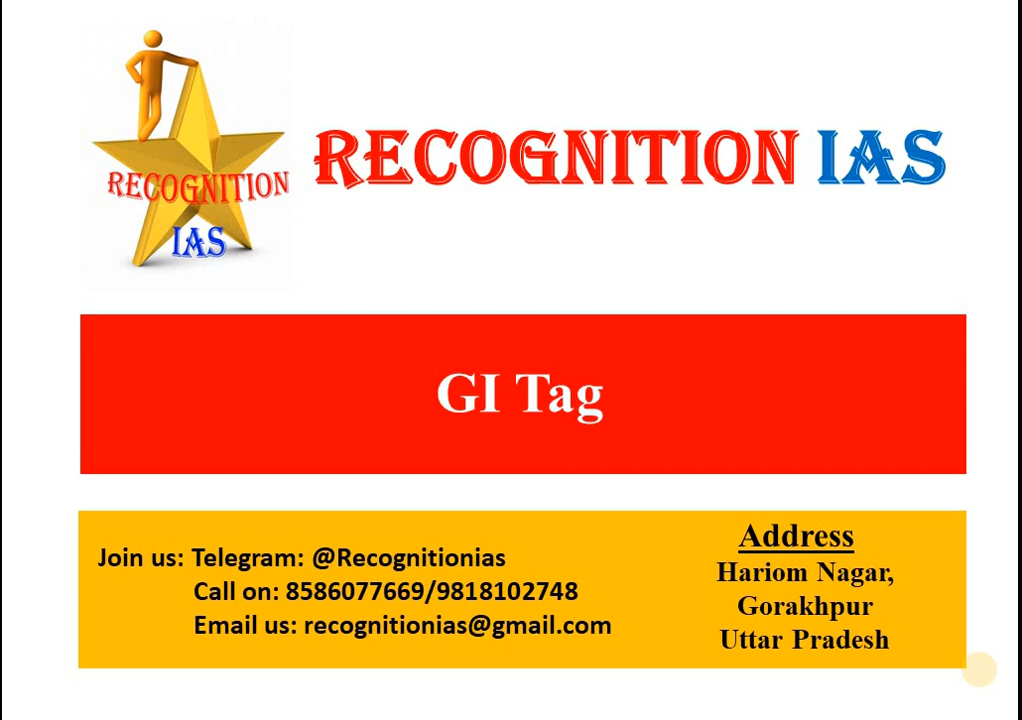 RECOGNITION
IAS
RECOGNITION IAS
GI Tag
Join us: Telegram: @Recognitionias
Call on: 8586077669/9818102748
Email us: recognitionias@gmail.com
Address
Hariom Nagar,
Gorakhpur
Uttar Pradesh